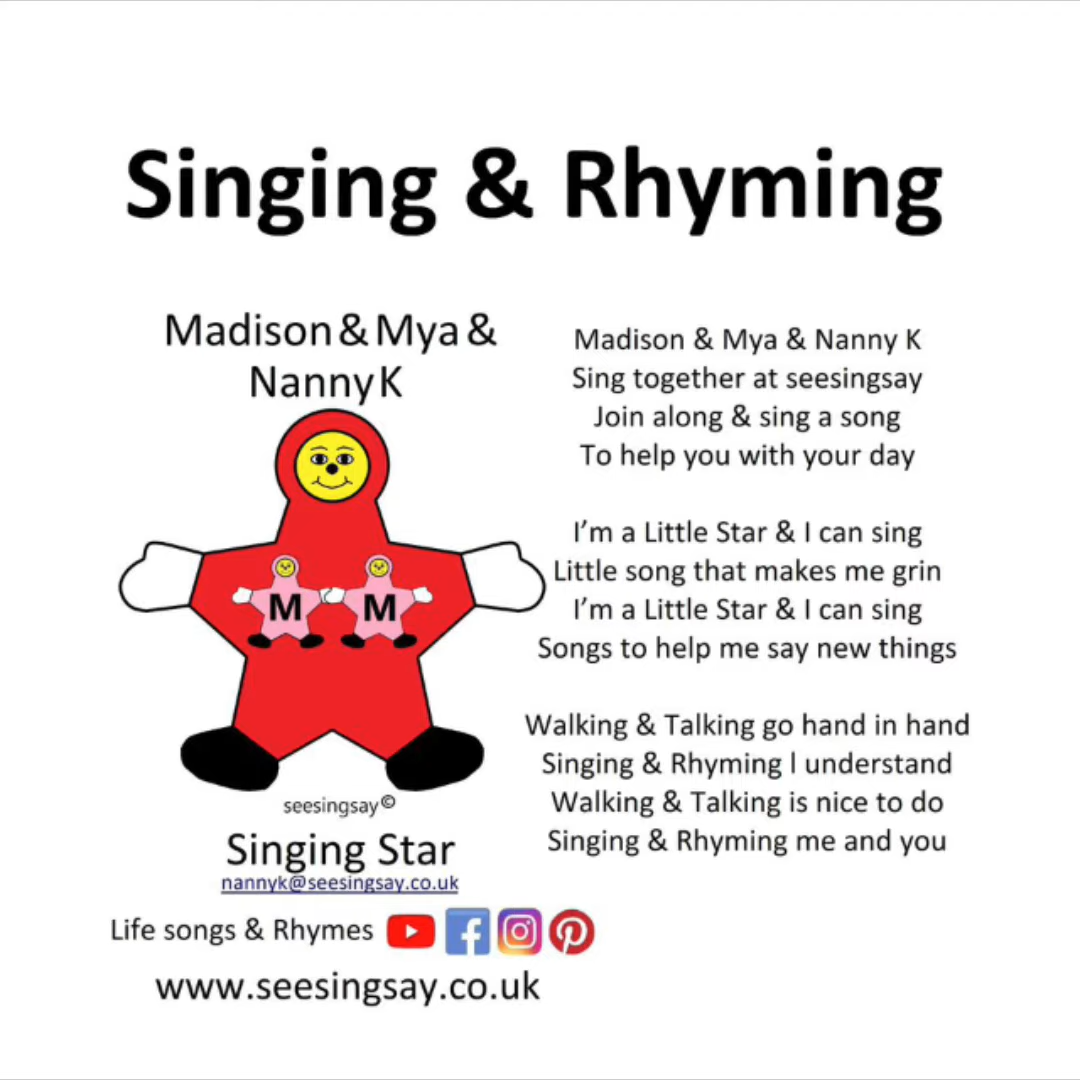 Singing & Rhyming
Madison & Mya &
Nanny K
M M
seesingsay©
Singing Star
nannyk@seesingsay.co.uk
Life songs & Rhymes
www.seesingsay.co.uk
Madison & Mya & Nanny K
Sing together at seesingsay
Join along & sing a song
To help you with your day
I'm a Little Star & I can sing
Little song that makes me grin
I'm a Little Star & I can sing
Songs to help me say new things
Walking & Talking go hand in hand
Singing & Rhyming I understand
Walking & Talking is nice to do
Singing & Rhyming me and you